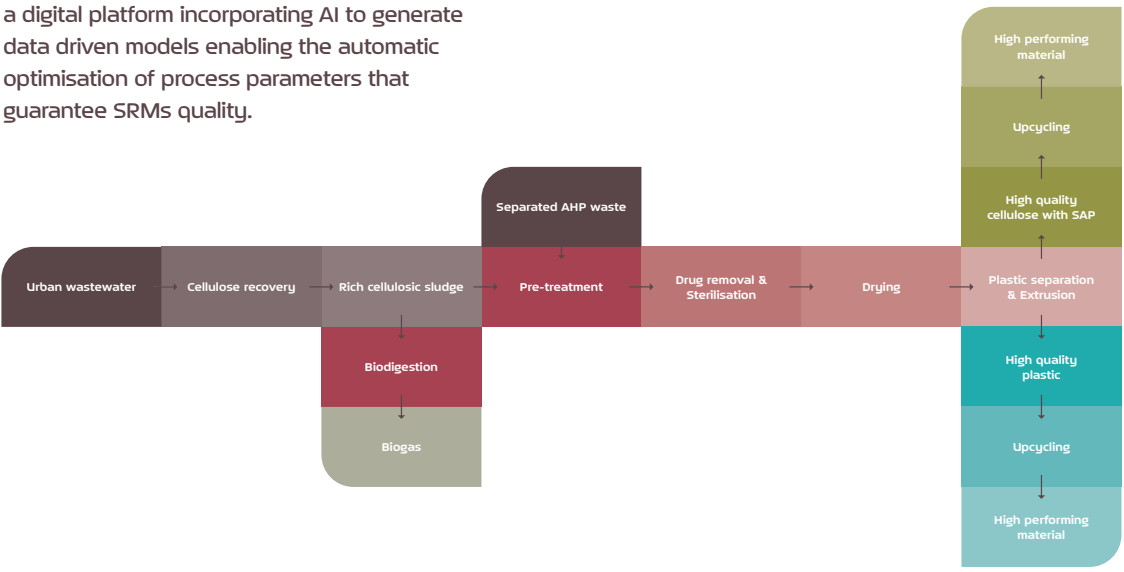 a digital platform incorporating AI to generate
data driven models enabling the automatic
optimisation of process parameters that
guarantee SRMs quality.
High performing
material
Upcycling
High quality
cellulose with SAP
Separated AHP waste
Urban wastewater
Cellulose recovery
Rich cellulosic sludge
Pre-treatment
Drug removal &
Sterilisation
Drying
Plastic separation
& Extrusion
Biodigestion
Biogas
High quality
plastic
Upcycling
High performing
material